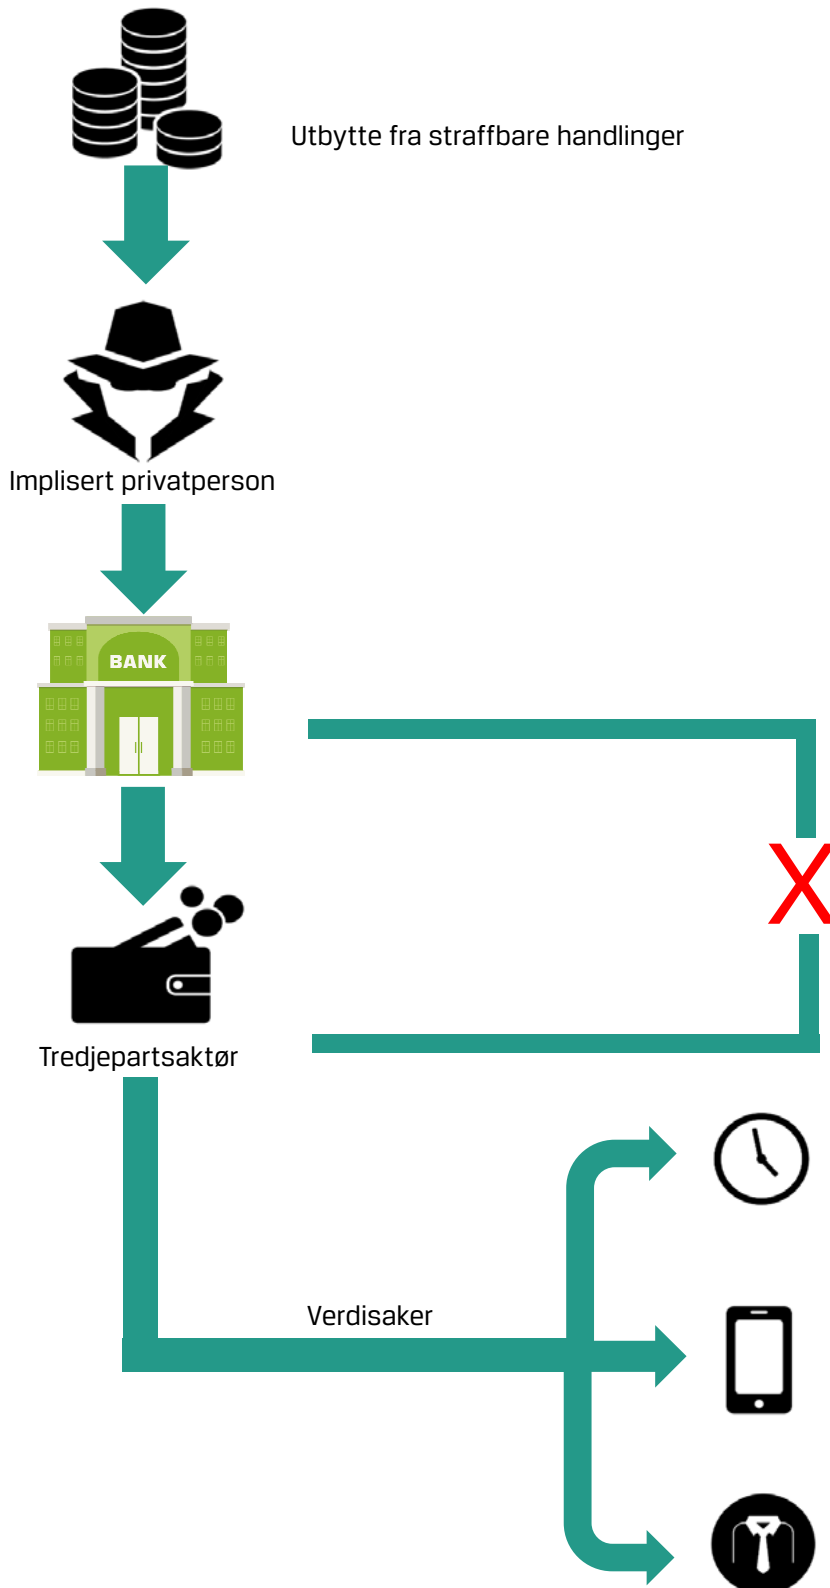 Utbytte fra straffbare handlinger
Implisert privatperson
BANK
X
Tredjepartsaktør
Verdisaker